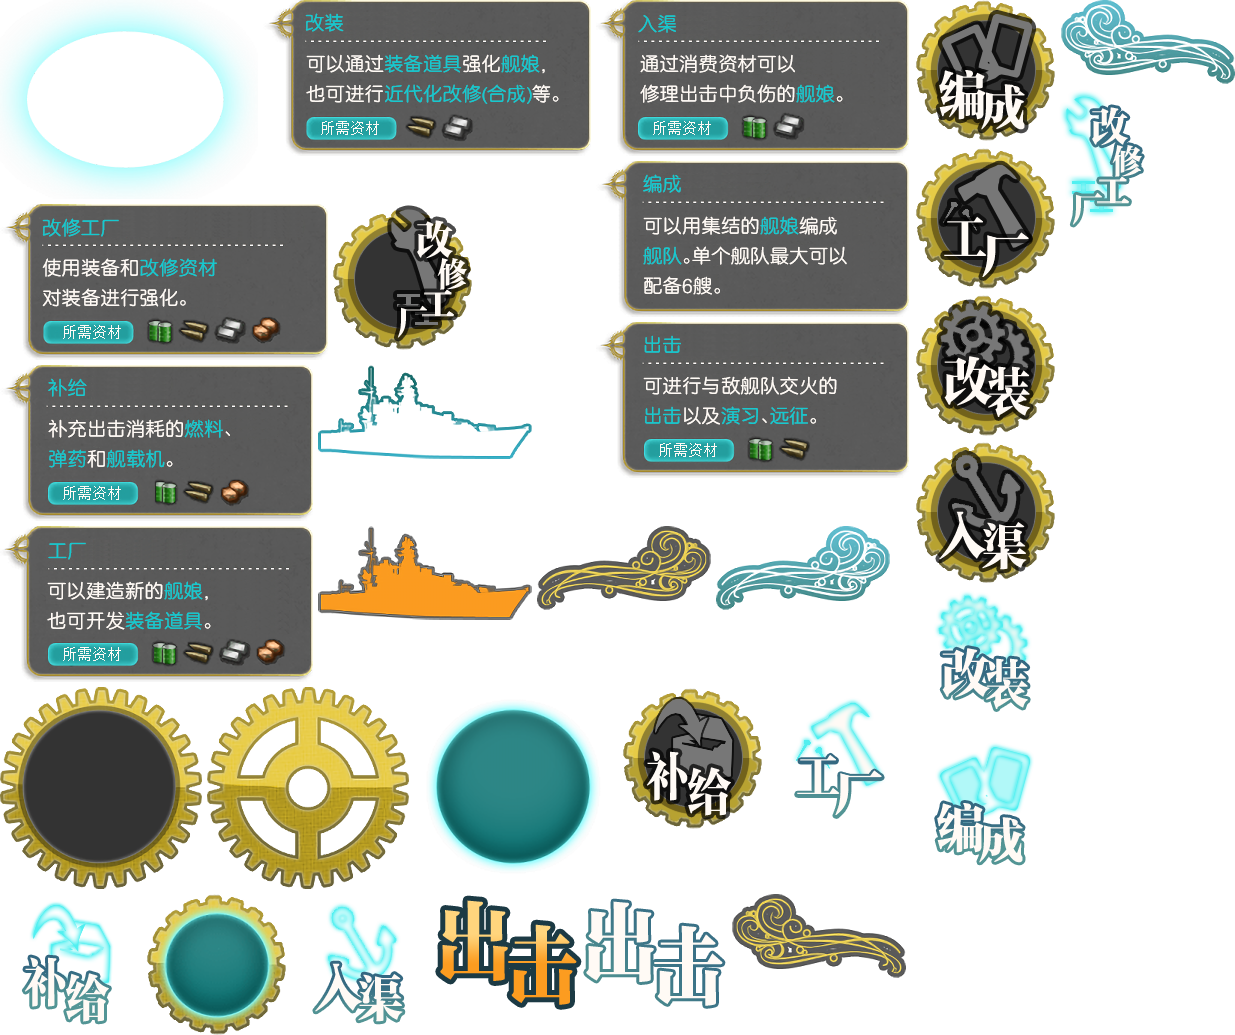 改装
可以通过装备道具强化舰娘,
也可进行近代化改修(合成)等。
所需资材
入渠
通过消费资材可以
修理出击中负伤的舰娘。
所需资材
编成
改修工厂
编成
可以用集结的舰娘编成
舰队。单个舰队最大可以
配备6艘。
工厂
改修工厂
使用装备和改修资材
对装备进行强化。
所需资材
改修工厂
改装
出击
可进行与敌舰队交火的
出击以及演习、远征。
所需资材
补给
补充出击消耗的燃料、
弹药和舰载机。
所需资材
入渠
工厂
可以建造新的舰娘,
也可开发装备道具。
所需资材
改装
补给
工厂
编成
补给
入渠
出击
出击